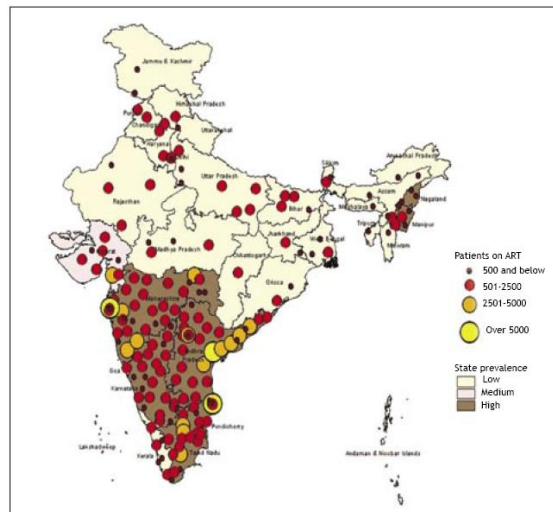 Jammu & Kashmir
Himachal Pradesh
Uttaranchal
Haryana
Rajasthan
Uttar Pradesh
Bihar
Sikkim
Arunachal Pradesh
Assam
Nagaland
Meghalaya
Manipur
Tripura
Mizoram
Jharkhand
West Bengal
Madhya Pradesh
Chhattisgarh
Orissa
Maharashtra
Andhra
Pradesh
Goa
Karnataka
Pondicherry
Tamil Nadu
Kerala
Lakshadweep
Andaman & Nicobar Islands
Patients on ART
500 and below
501-2500
2501-5000
Over 5000
State prevalence
Low
Medium
High